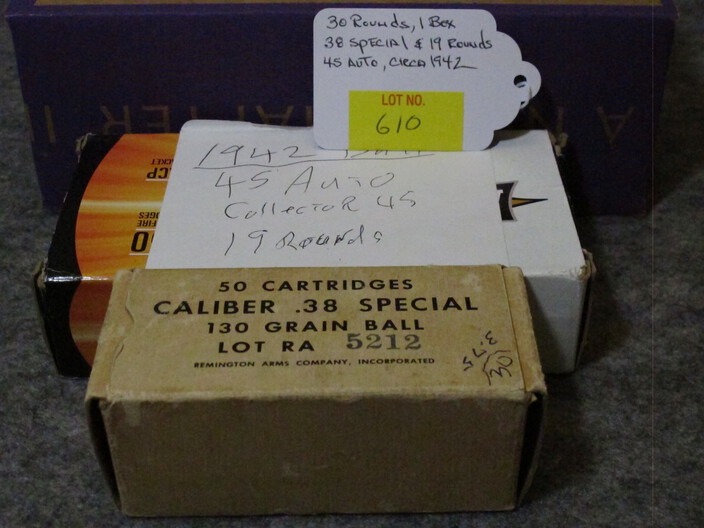 30 Rounds, 1 Box
38 SPECIAL & 19 Rounds
45 AUTO, CIRCA 1942
LOT NO.
610
1942
45 AUTO
COLLECTOR 45
19 Rounds
50 CARTRIDGES
CALIBER .38 SPECIAL
130 GRAIN BALL
LOT RA 5212
REMINGTON ARMS COMPANY, INCORPORATED
30